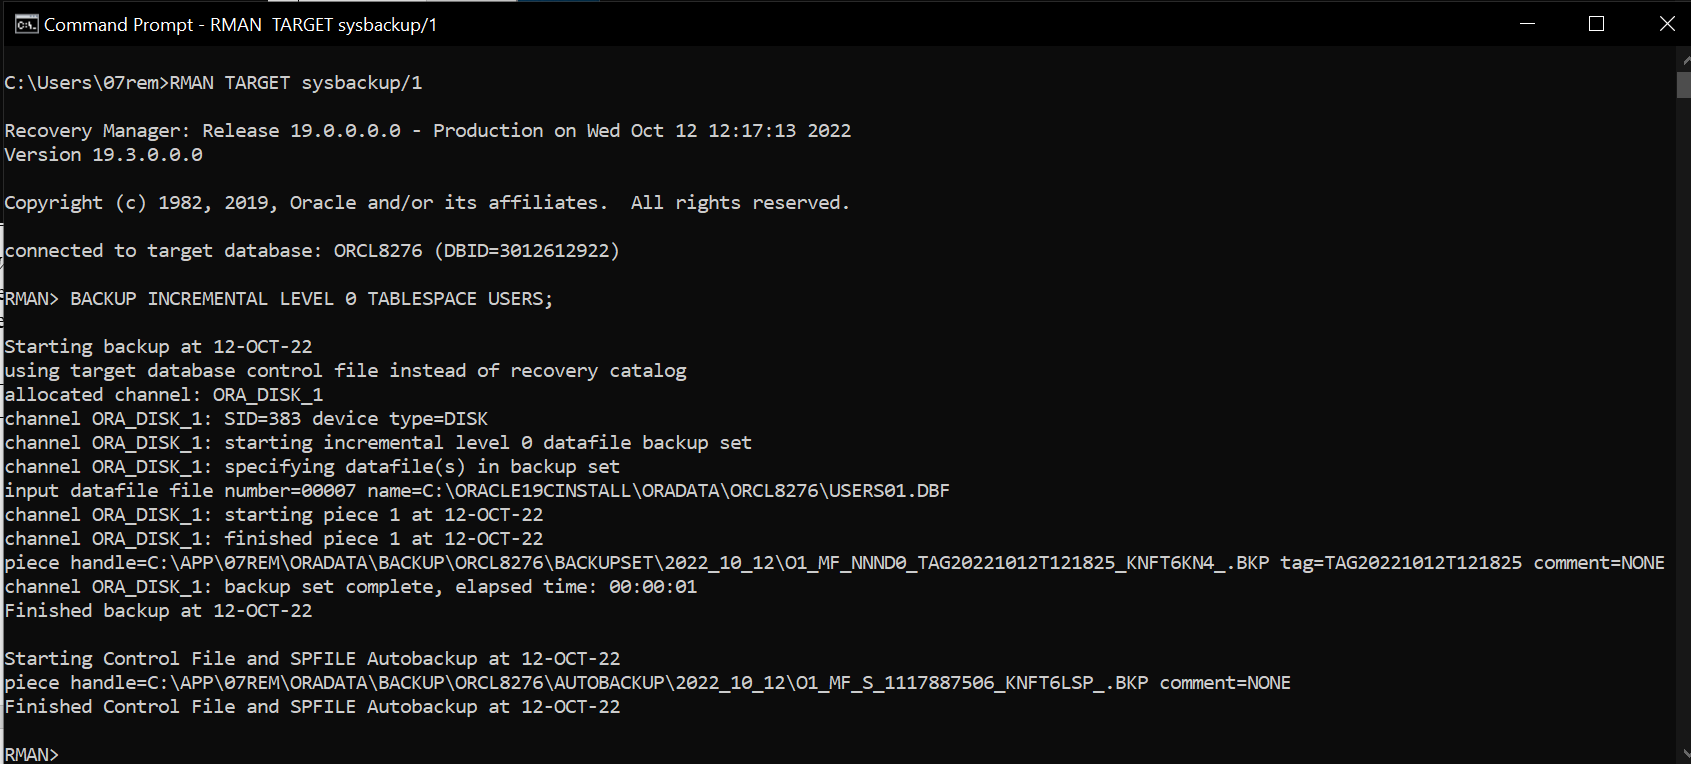 Command Prompt - RMAN  TARGET sysbackup/1
C:\Users\07rem>RMAN TARGET sysbackup/1
Recovery Manager: Release 19.0.0.0.0 - Production on Wed Oct 12 12:17:13 2022
Version 19.3.0.0.0
Copyright (c) 1982, 2019, Oracle and/or its affiliates.  All rights reserved.
connected to target database: ORCL8276 (DBID=3012612922)
RMAN> BACKUP INCREMENTAL LEVEL 0 TABLESPACE USERS;
Starting backup at 12-OCT-22
using target database control file instead of recovery catalog
allocated channel: ORA_DISK_1
channel ORA_DISK_1: SID=383 device type=DISK
channel ORA_DISK_1: starting incremental level 0 datafile backup set
channel ORA_DISK_1: specifying datafile(s) in backup set
input datafile file number=00007 name=C:\ORACLE19CINSTALL\ORADATA\ORCL8276\USERS01.DBF
channel ORA_DISK_1: starting piece 1 at 12-OCT-22
channel ORA_DISK_1: finished piece 1 at 12-OCT-22
piece handle=C:\APP\07REM\ORADATA\BACKUP\ORCL8276\BACKUPSET\2022_10_12\O1_MF_NNND0_TAG20221012T121825_KNFT6KN4_.BKP tag=TAG20221012T121825 comment=NONE
channel ORA_DISK_1: backup set complete, elapsed time: 00:00:01
Finished backup at 12-OCT-22
Starting Control File and SPFILE Autobackup at 12-OCT-22
piece handle=C:\APP\07REM\ORADATA\BACKUP\ORCL8276\AUTOBACKUP\2022_10_12\O1_MF_S_1117887506_KNFT6LSP_.BKP comment=NONE
Finished Control File and SPFILE Autobackup at 12-OCT-22
RMAN>